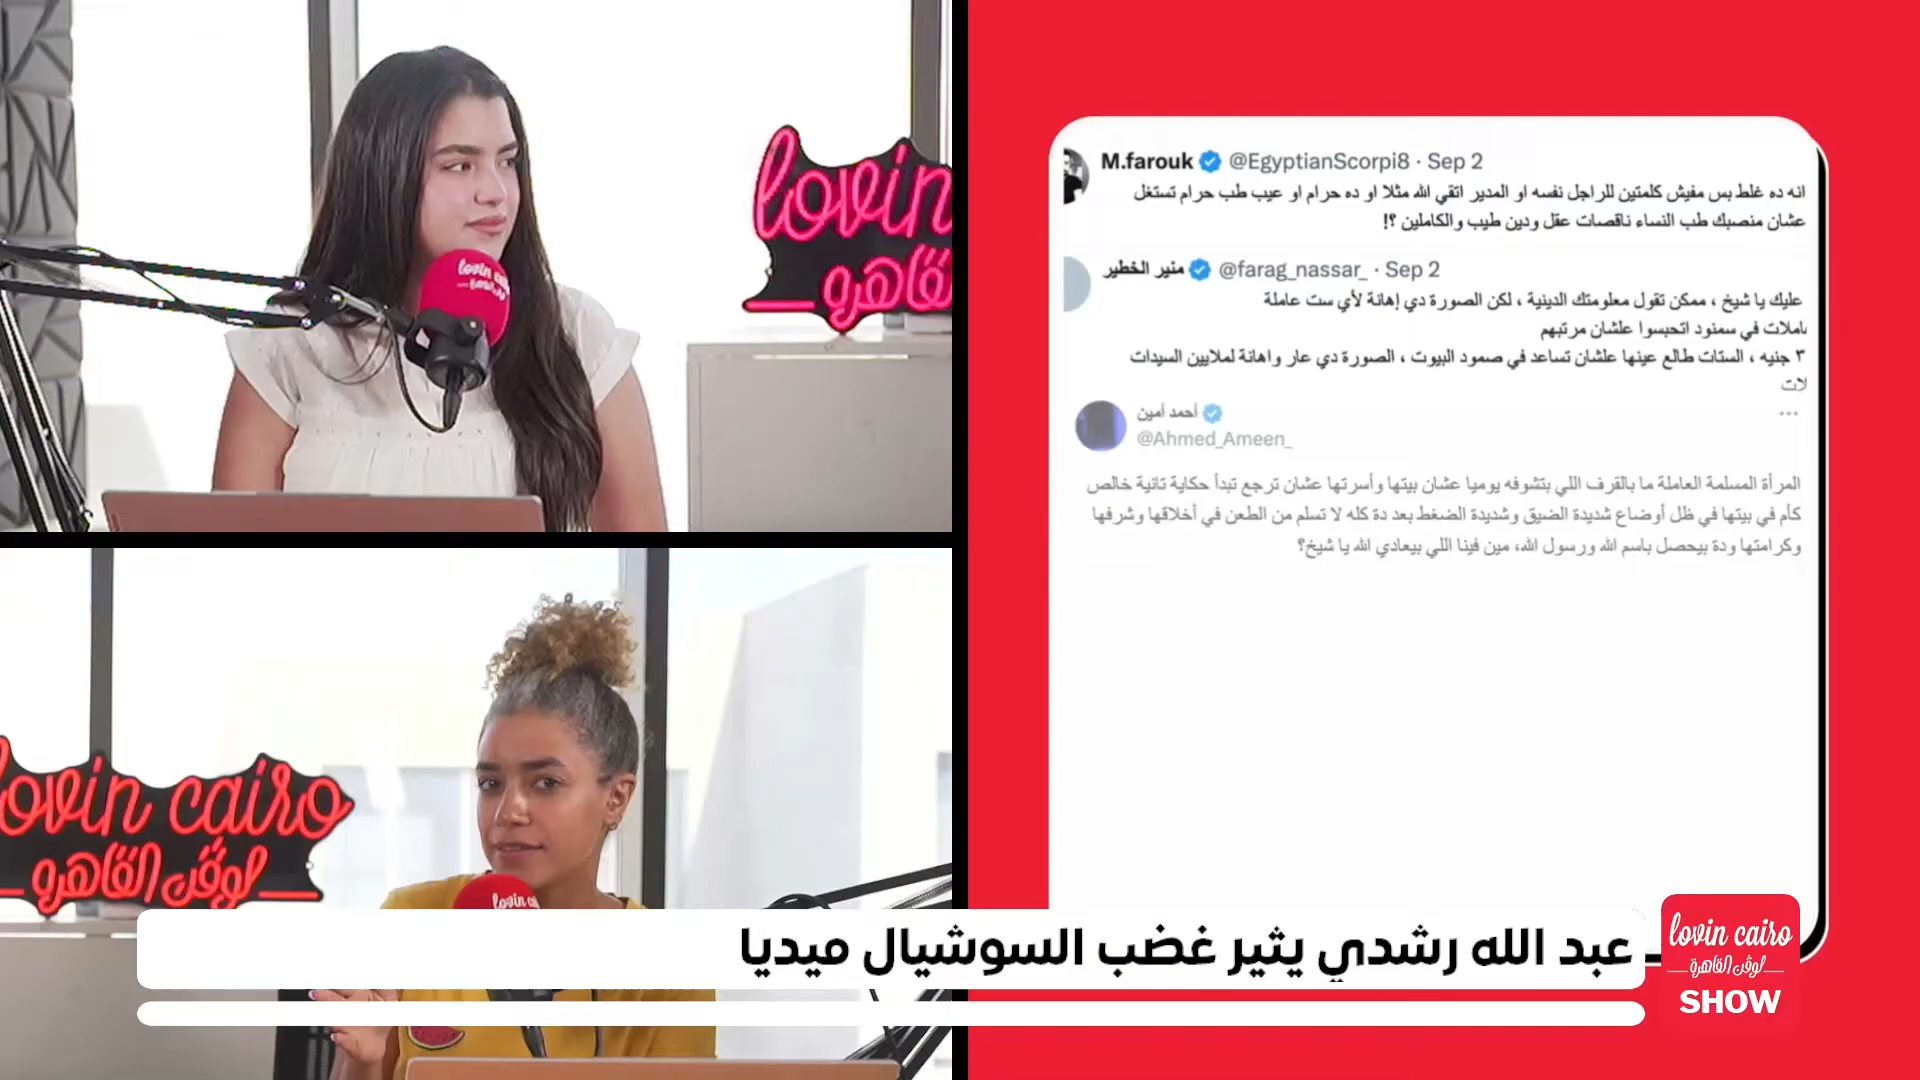 lovin
قاهرة
lovin
M.farouk @EgyptianScorpi8 · Sep 2
انه ده غلط بس مفيش كلمتين للراجل نفسه او المدير اتقي الله مثلا او ده حرام او عيب طب حرام تستغل
عشان منصبك طب النساء ناقصات عقل ودين طيب والكاملين ؟!
منير الخطير @farag_nassar_ · Sep 2
عليك يا شيخ ، ممكن تقول معلومتك الدينية ، لكن الصورة دي إهانة لأي ست عاملة
املات في سمنود اتحبسوا علشان مرتبهم
٣ جنيه ، الستات طالع عينها علشان تساعد في صمود البيوت ، الصورة دي عار واهانة لملايين السيدات
لات
أحمد أمين
@Ahmed_Ameen_
المرأة المسلمة العاملة ما بالقرف اللي بتشوفه يوميا عشان بيتها وأسرتها عشان ترجع تبدأ حكاية تانية خالص
كأم في بيتها في ظل أوضاع شديدة الضيق وشديدة الضغط بعد دة كله لا تسلم من الطعن في أخلاقها وشرفها
وكرامتها ودة بيحصل باسم الله ورسول الله، مين فينا اللي بيعادي الله يا شيخ؟
ovin cairo
لوڤن القاهرة
lovin
عبد الله رشدي يثير غضب السوشيال ميديا
lovin cairo
لوڤن القاهرة
SHOW